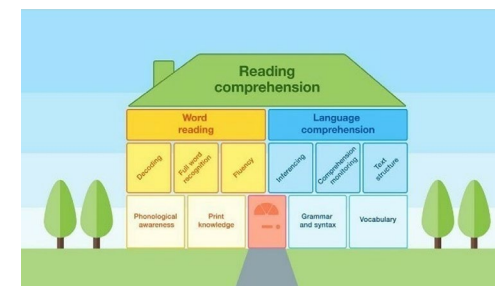 Reading
comprehension
Word
reading
Language
comprehension
Decoding
Full word
recognition
Fluency
Inferencing
Comprehension
monitoring
Text
structure
Phonological
awareness
Print
knowledge
Grammar
and syntax
Vocabulary